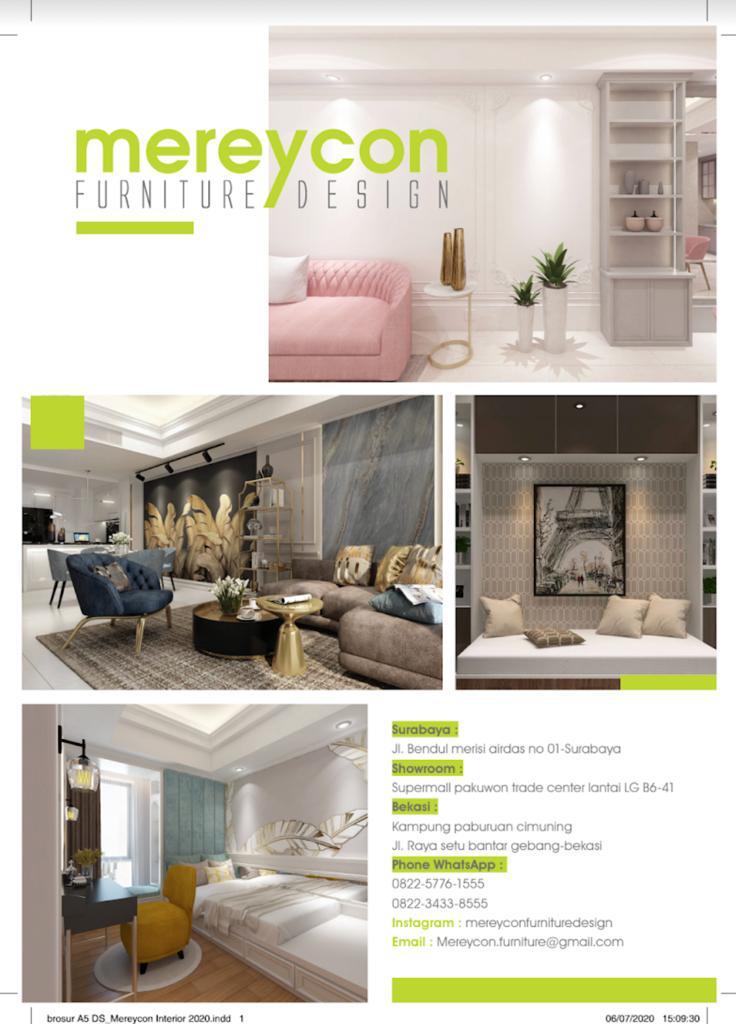 mereycon
FURNITURE DESIGN
Surabaya :
Jl. Bendul merisi airdas no 01-Surabaya
Showroom :
Supermall pakuwon trade center lantai LG B6-41
Bekasi :
Kampung paburuan cimuning
Jl. Raya setu bantar gebang-bekasi
Phone WhatsApp :
0822-5776-1555
0822-3433-8555
Instagram : mereyconfurnituredesign
Email : Mereycon.furniture@gmail.com
brosur A5 DS_Mereycon Interior 2020.indd 1
06/07/2020 15:09:30